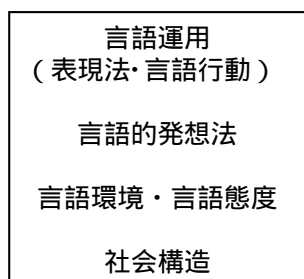 言語運用
(表現法・言語行動)
言語的発想法
言語環境・言語態度
社会構造